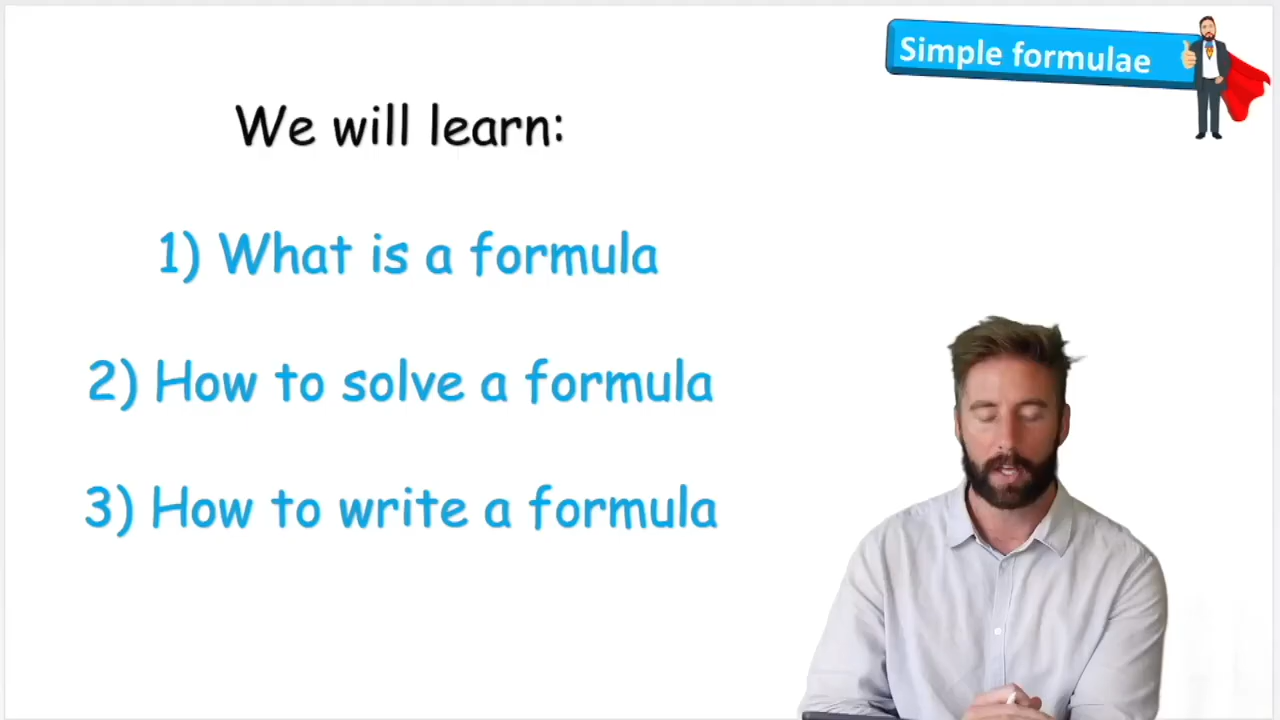 Simple formulae
We will learn:
1) What is a formula
2) How to solve a formula
3) How to write a formula